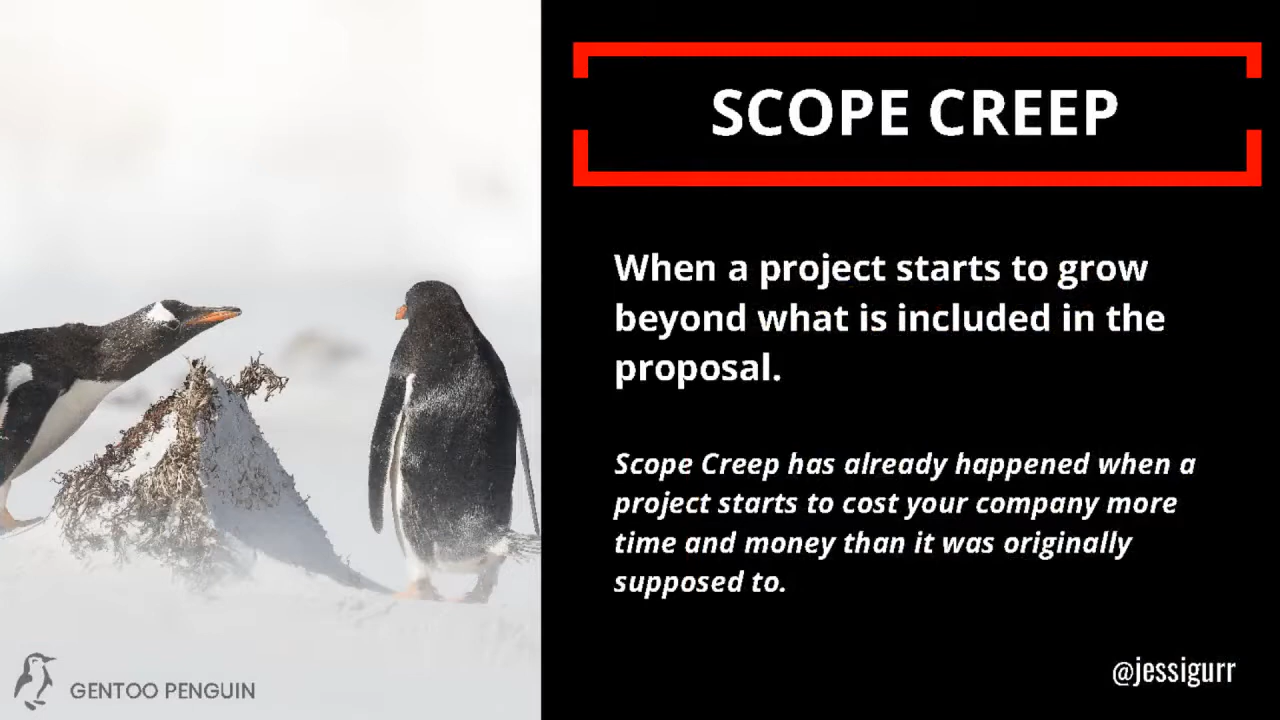 SCOPE CREEP
When a project starts to grow
beyond what is included in the
proposal.
Scope Creep has already happened when a
project starts to cost your company more
time and money than it was originally
supposed to.
@jessigurr
GENTOO PENGUIN